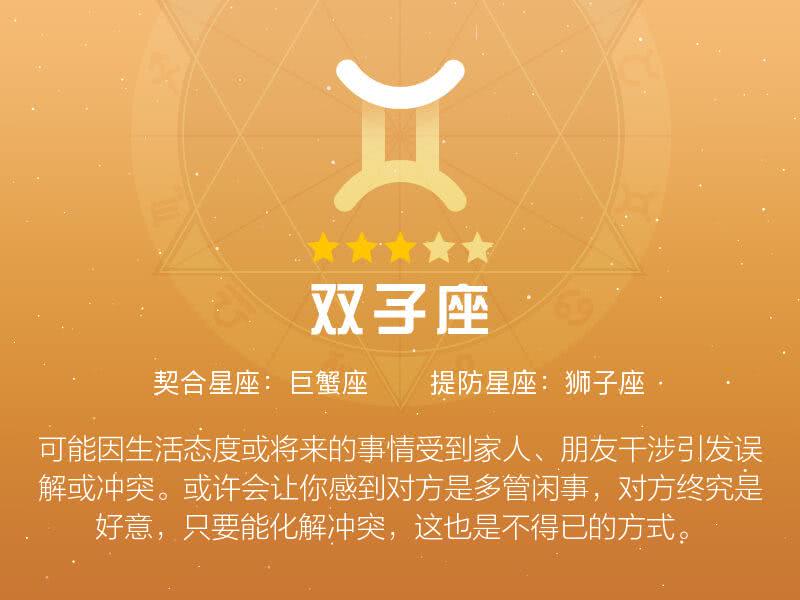 双子座
契合星座：巨蟹座 提防星座：狮子座
可能因生活态度或将来的事情受到家人、朋友干涉引发误
解或冲突。或许会让你感到对方是多管闲事，对方终究是
好意，只要能化解冲突，这也是不得已的方式。